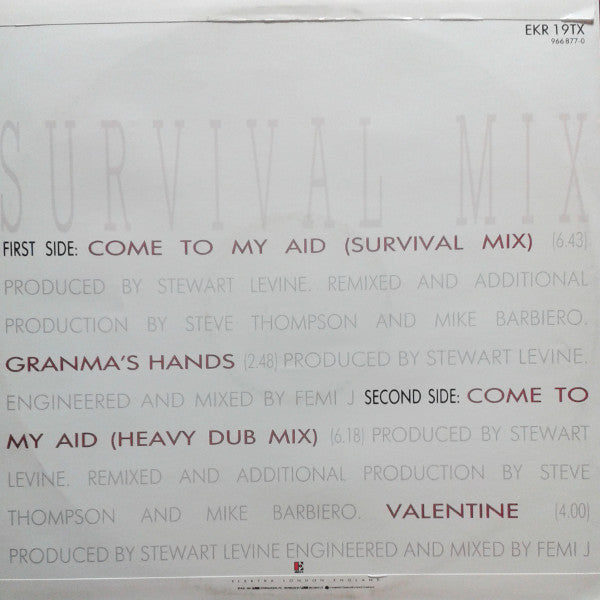 EKR 19TX
966 877-0
SURVIVAL MIX
FIRST SIDE: COME TO MY AID (SURVIVAL MIX) (6.43)
PRODUCED BY STEWART LEVINE. REMIXED AND ADDITIONAL
PRODUCTION BY STEVE THOMPSON AND MIKE BARBIERO.
GRANMA'S HANDS (2.48) PRODUCED BY STEWART LEVINE.
ENGINEERED AND MIXED BY FEMI J SECOND SIDE: COME TO
MY AID (HEAVY DUB MIX) (6.18) PRODUCED BY STEWART
LEVINE. REMIXED AND ADDITIONAL PRODUCTION BY STEVE
THOMPSON AND MIKE BARBIERO. VALENTINE (4.00)
PRODUCED BY STEWART LEVINE ENGINEERED AND MIXED BY FEMI J
ELEKTRA LONDON ENGLAND